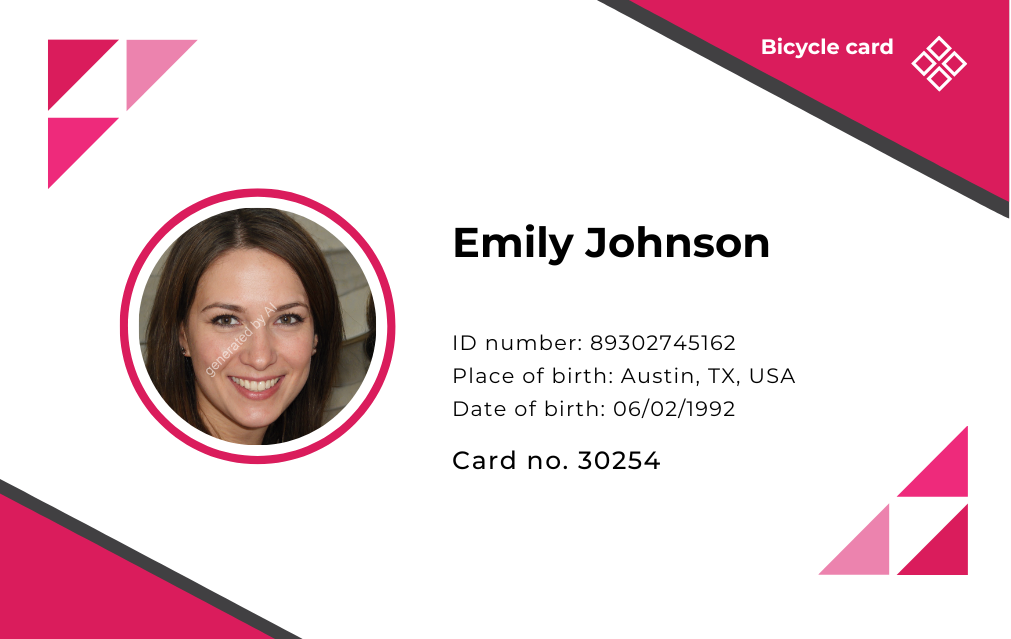 Bicycle card
Emily Johnson
generated by AI
ID number: 89302745162
Place of birth: Austin, TX, USA
Date of birth: 06/02/1992
Card no. 30254